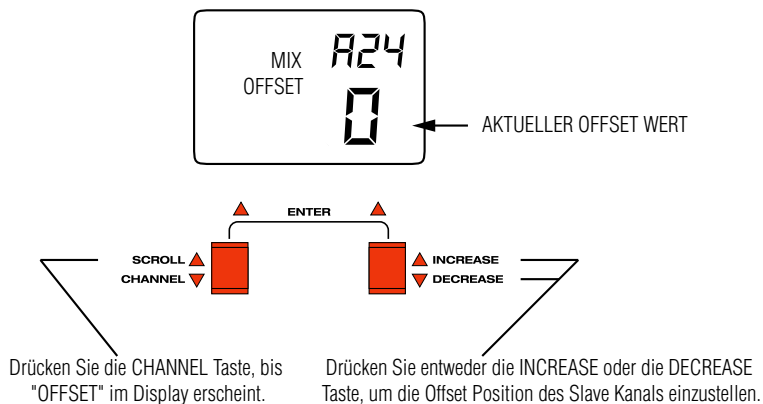 MIX A24
OFFSET
0
AKTUELLER OFFSET WERT
ENTER
SCROLL
CHANNEL
INCREASE
DECREASE
Drücken Sie die CHANNEL Taste, bis
"OFFSET" im Display erscheint.
Drücken Sie entweder die INCREASE oder die DECREASE
Taste, um die Offset Position des Slave Kanals einzustellen.